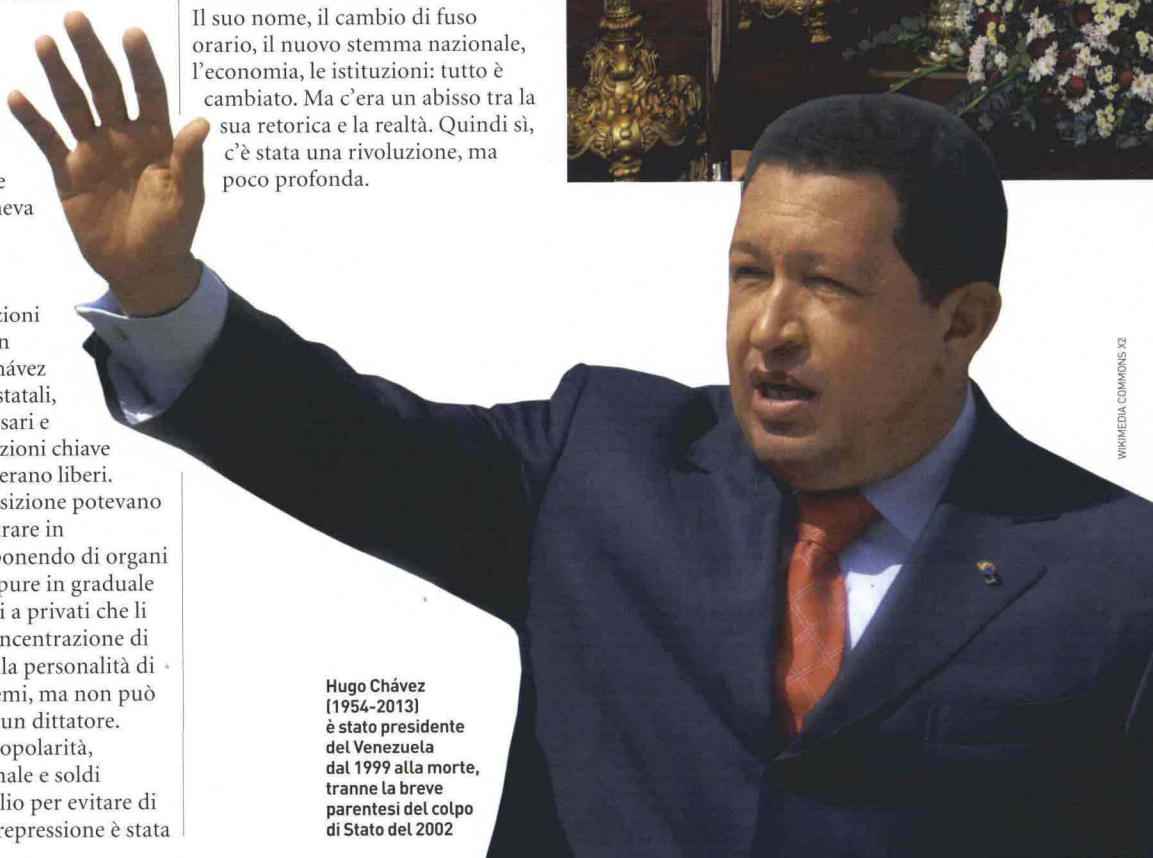 e
neva
zioni
n
hávez
statali,
sari e
zioni chiave
erano liberi.
sizione potevano
rare in
ponendo di organi
pure in graduale
i a privati che li
ncentrazione di
lla personalità di
emi, ma non può
un dittatore.
opolarità,
nale e soldi
lio per evitare di
repressione è stata
Il suo nome, il cambio di fuso
orario, il nuovo stemma nazionale,
l'economia, le istituzioni: tutto è
cambiato. Ma c'era un abisso tra la
sua retorica e la realtà. Quindi sì,
c'è stata una rivoluzione, ma
poco profonda.
Hugo Chávez
(1954-2013)
è stato presidente
del Venezuela
dal 1999 alla morte,
tranne la breve
parentesi del colpo
di Stato del 2002
WIKIMEDIA COMMONS X2